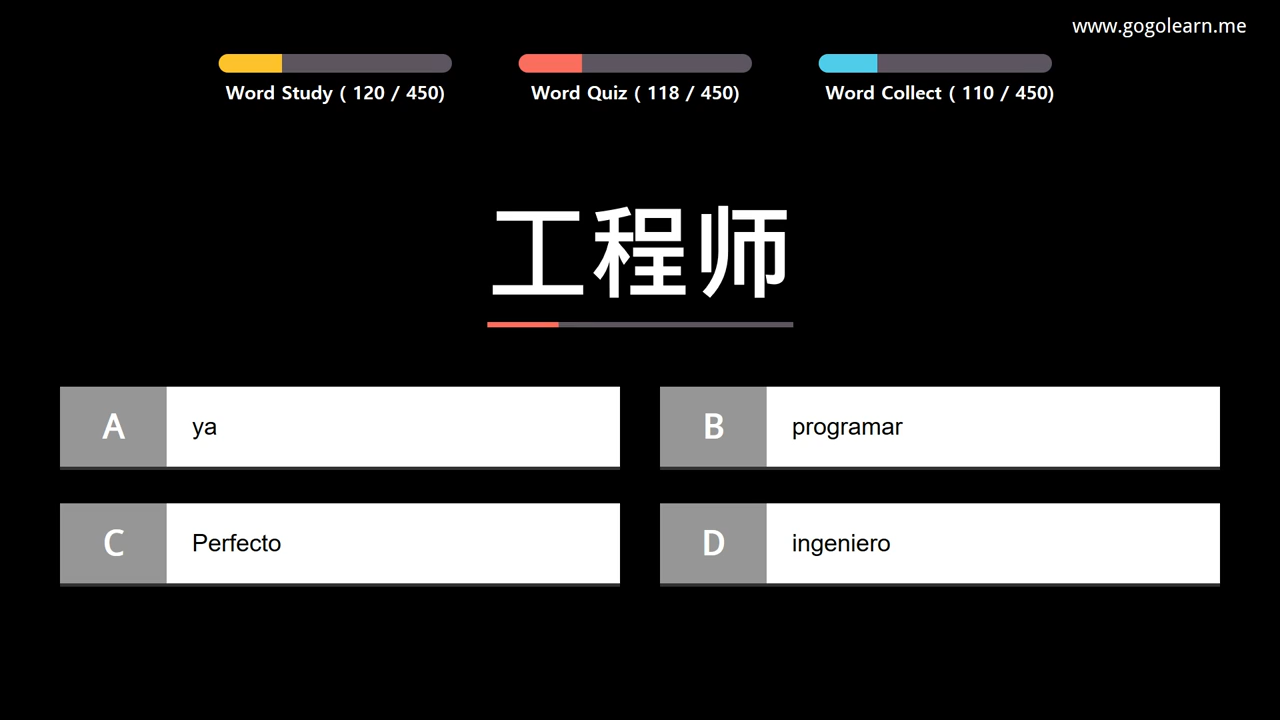 www.gogolearn.me
Word Study ( 120 / 450)
Word Quiz ( 118 / 450)
Word Collect ( 110 / 450)
工程师
A ya
B programar
C Perfecto
D ingeniero